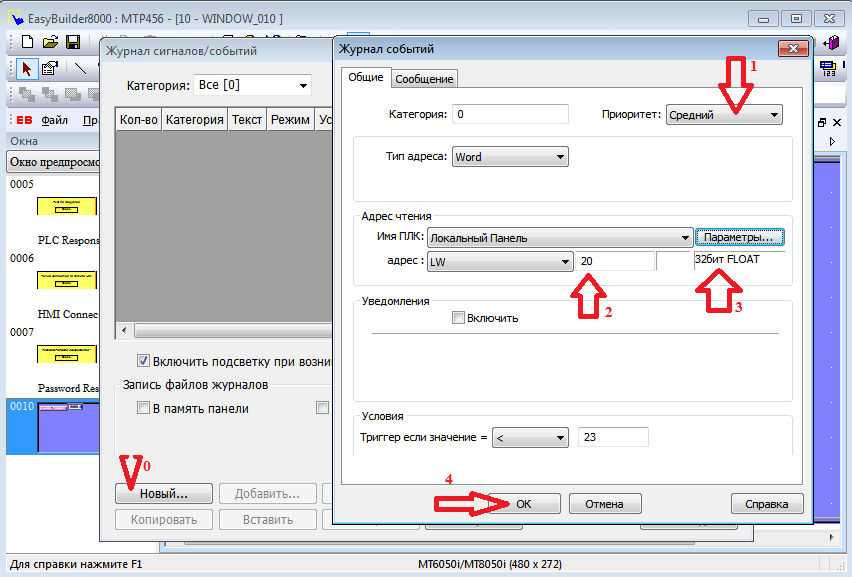 EasyBuilder8000 : MTP456 - [10 - WINDOW_010 ]
Журнал сигналов/событий
Журнал событий
1
Общие
Сообщение
Категория:
Все [0]
Категория:
0
Приоритет:
Средний
Кол-во
Категория
Текст
Режим
Ус
EB
Файл
Пр
Окна
Окно предпросмо
Тип адреса:
Word
0005
PLC Respons
Адрес чтения
Имя ПЛК:
Локальный Панель
Параметры...
адрес :
LW
20
32бит FLOAT
2
3
0006
HMI Connec
Уведомления
Включить
0007
Password Res
Включить подсветку при возни
Запись файлов журналов
В память панели
0010
Условия
Триггер если значение =
<
23
0
4
Новый...
Добавить...
OK
Отмена
Справка
Копировать
Вставить
Для справки нажмите F1
MT6050i/MT8050i (480 x 272)
123